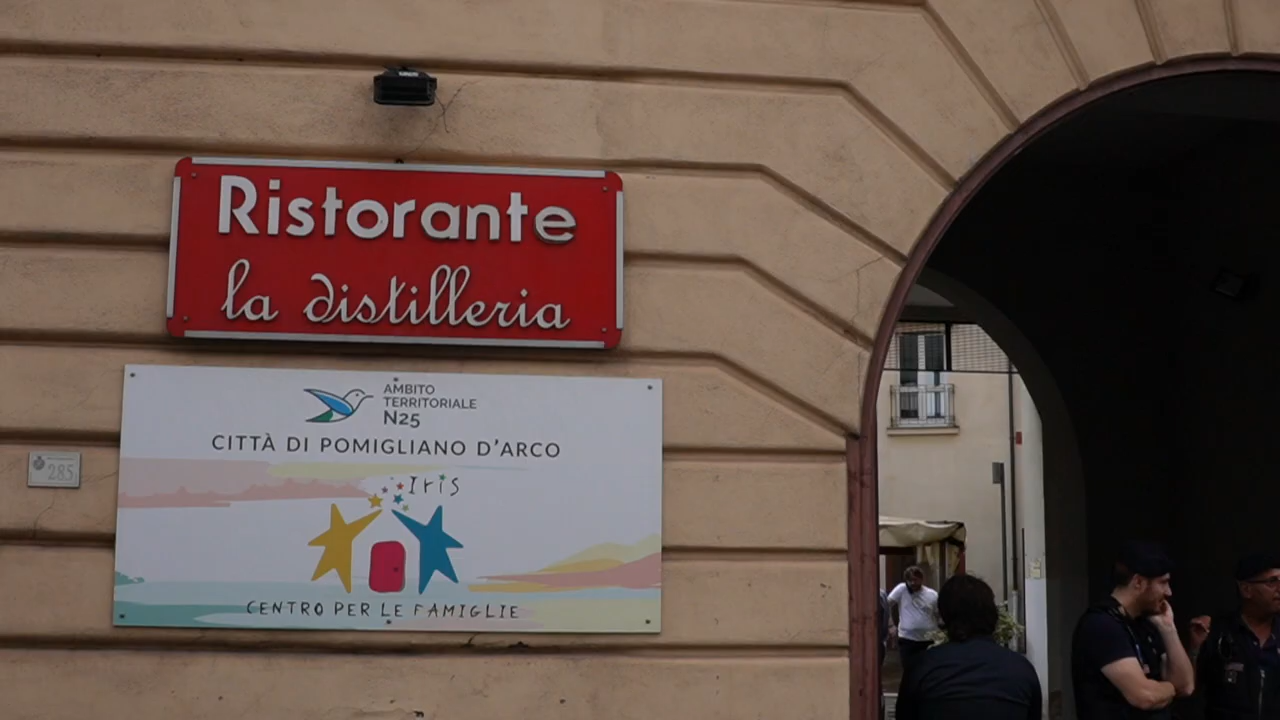 Ristorante
la distilleria
AMBITO
TERRITORIALE
N25
CITTÀ DI POMIGLIANO D'ARCO
Iris
CENTRO PER LE FAMIGLIE
285